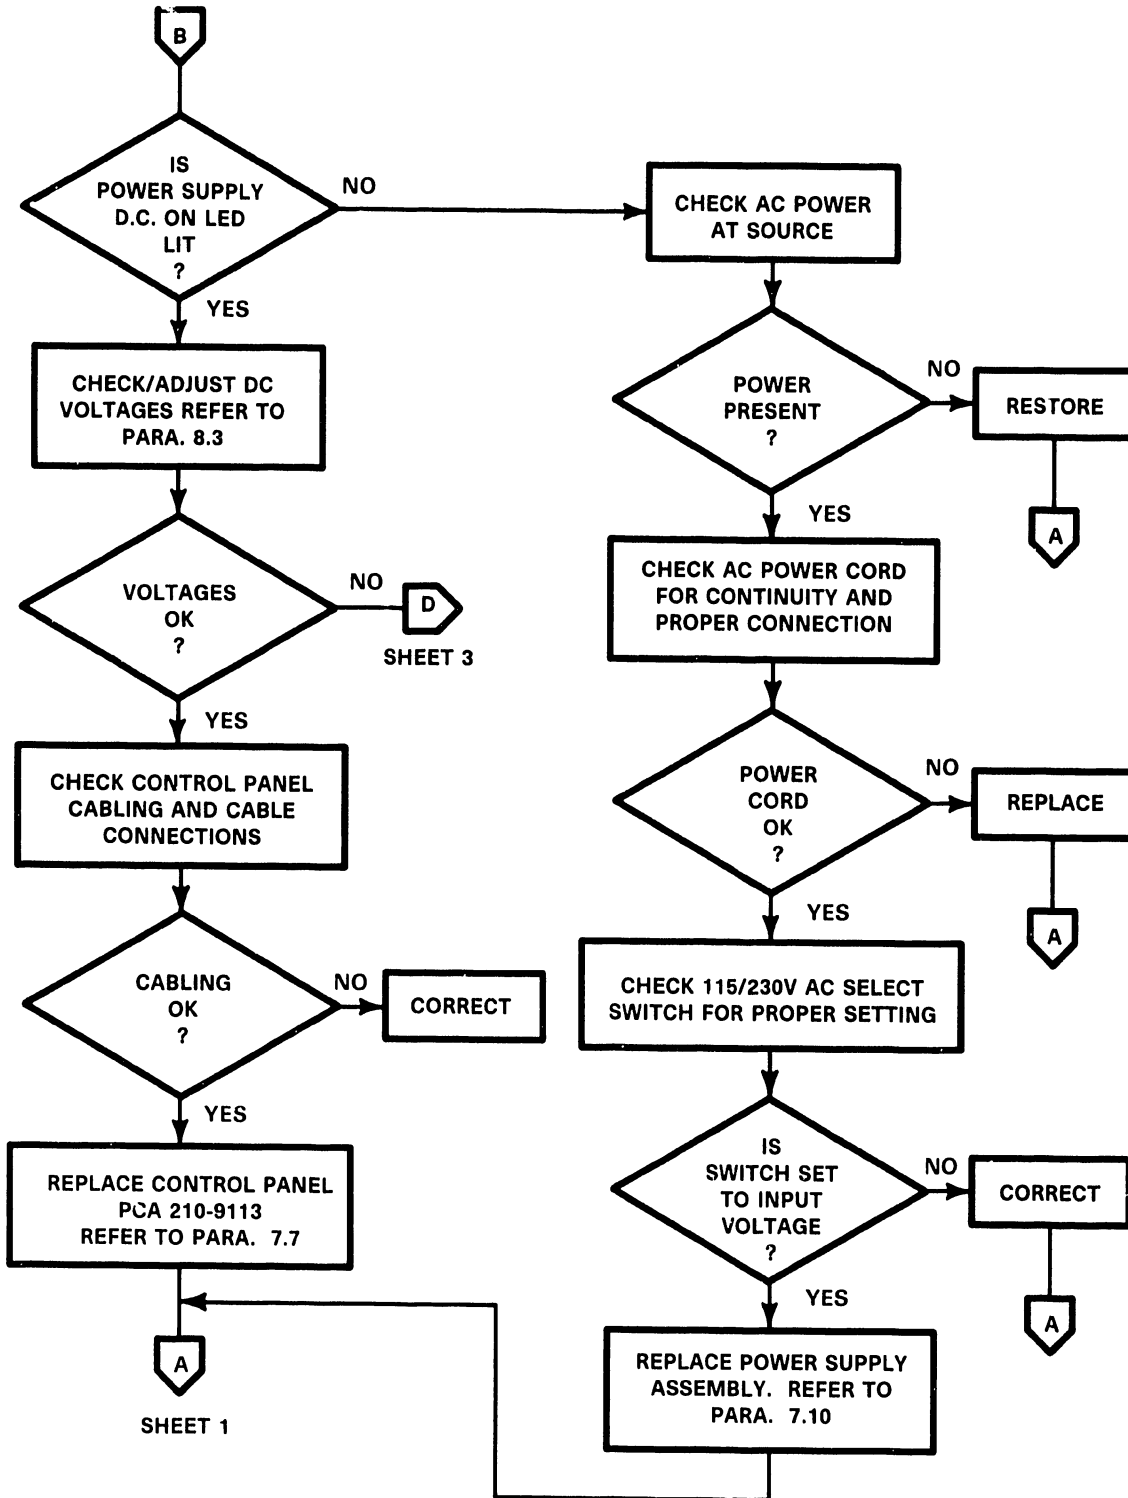 B
IS
POWER SUPPLY
D.C. ON LED
LIT
?
NO
YES
CHECK/ADJUST DC
VOLTAGES REFER TO
PARA. 8.3
VOLTAGES
OK
?
NO
D
SHEET 3
YES
CHECK CONTROL PANEL
CABLING AND CABLE
CONNECTIONS
CABLING
OK
?
NO
CORRECT
YES
REPLACE CONTROL PANEL
PCA 210-9113
REFER TO PARA. 7.7
A
SHEET 1
CHECK AC POWER
AT SOURCE
POWER
PRESENT
?
NO
RESTORE
A
YES
CHECK AC POWER CORD
FOR CONTINUITY AND
PROPER CONNECTION
POWER
CORD
OK
?
NO
REPLACE
A
YES
CHECK 115/230V AC SELECT
SWITCH FOR PROPER SETTING
IS
SWITCH SET
TO INPUT
VOLTAGE
?
NO
CORRECT
A
YES
REPLACE POWER SUPPLY
ASSEMBLY. REFER TO
PARA. 7.10